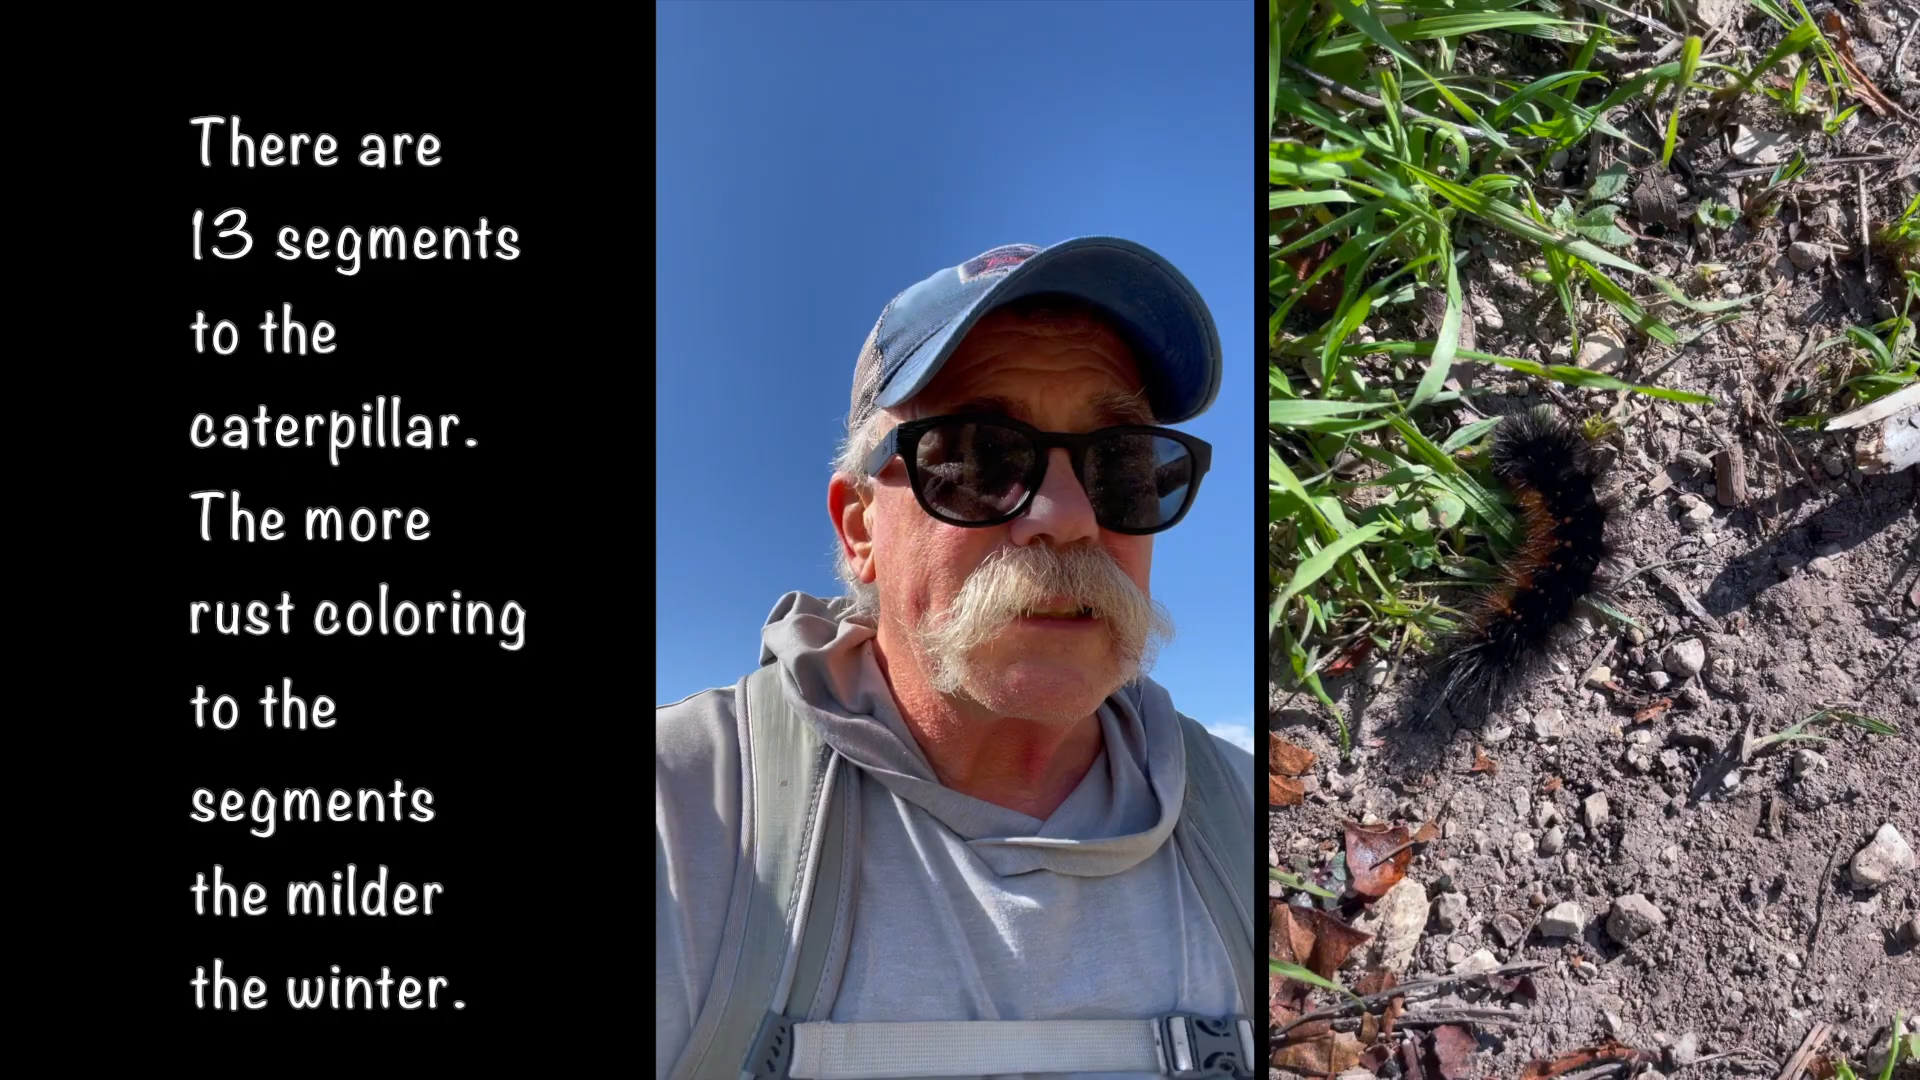 There are
13 segments
to the
caterpillar.
The more
rust coloring
to the
segments
the milder
the winter.